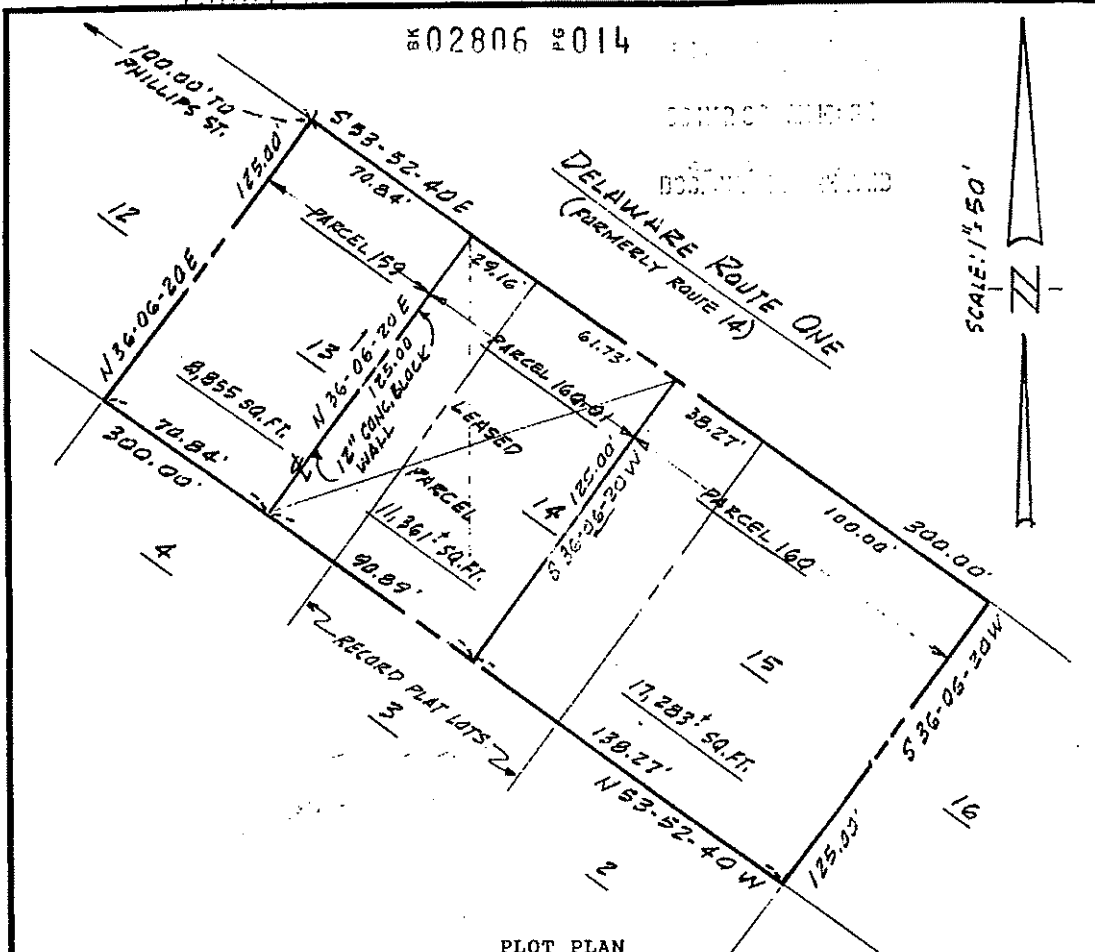 BK 02806 PG 014
100.00' TO
PHILLIPS ST.
S 53-52-40 E
70.84'
125.00'
DELAWARE ROUTE ONE
(FORMERLY ROUTE 14)
SCALE: 1" = 50'
N
12
PARCEL 159
29.16'
N 36-06-20 E
13
N 36-06-20 E
125.00
12" CONC. BLOCK
WALL
8,855 SQ. FT.
61.73'
PARCEL 160.01
LEASED
PARCEL
11,361± SQ. FT.
14
125.00'
S 36-06-20 W
38.27'
PARCEL 160
100.00'
300.00'
70.84'
300.00'
4
90.89'
RECORD PLAT LOTS
3
15
17,283± SQ. FT.
138.27'
N 53-52-40 W
S 36-06-20 W
125.00'
16
2
PLOT PLAN